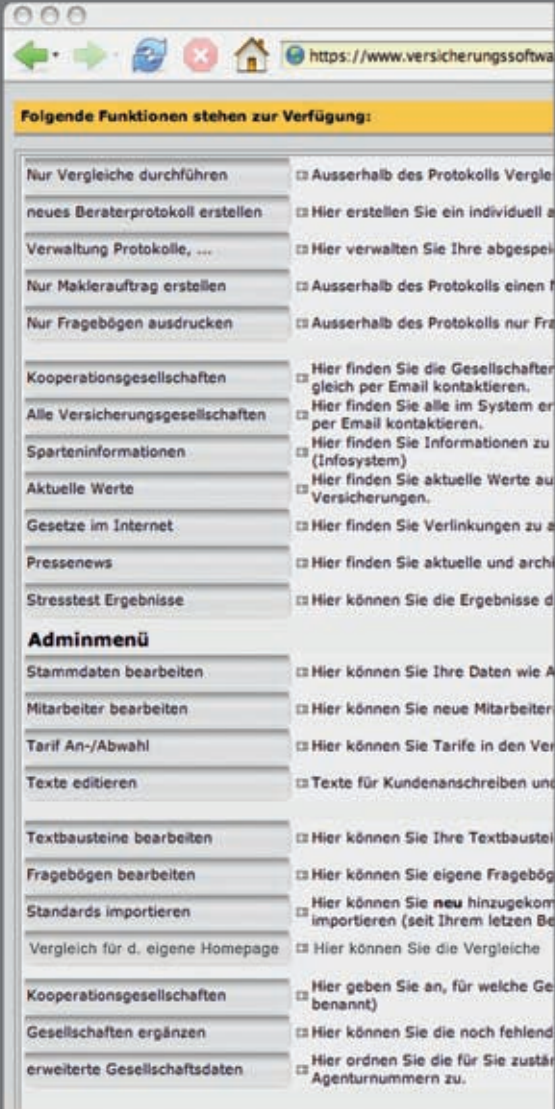 https://www.versicherungssoftwa
Folgende Funktionen stehen zur Verfügung:
Nur Vergleiche durchführen Ausserhalb des Protokolls Vergle
neues Beraterprotokoll erstellen Hier erstellen Sie ein individuell a
Verwaltung Protokolle, ... Hier verwalten Sie Ihre abgespei
Nur Maklerauftrag erstellen Ausserhalb des Protokolls einen
Nur Fragebögen ausdrucken Ausserhalb des Protokolls nur Fra
Kooperationsgesellschaften Hier finden Sie die Gesellschaften
gleich per Email kontaktieren.
Alle Versicherungsgesellschaften Hier finden Sie alle im System er
per Email kontaktieren.
Sparteninformationen Hier finden Sie Informationen zu
(Infosystem)
Aktuelle Werte Hier finden Sie aktuelle Werte au
Versicherungen.
Gesetze im Internet Hier finden Sie Verlinkungen zu a
Pressenews Hier finden Sie aktuelle und archi
Stresstest Ergebnisse Hier können Sie die Ergebnisse d
Adminmenü
Stammdaten bearbeiten Hier können Sie Ihre Daten wie A
Mitarbeiter bearbeiten Hier können Sie neue Mitarbeiter
Tarif An-/Abwahl Hier können Sie Tarife in den Ver
Texte editieren Texte für Kundenanschreiben und
Textbausteine bearbeiten Hier können Sie Ihre Textbaustei
Fragebögen bearbeiten Hier können Sie eigene Fragebög
Standards importieren Hier können Sie neu hinzugekom
importieren (seit Ihrem letzen Be
Vergleich für d. eigene Homepage Hier können Sie die Vergleiche
Kooperationsgesellschaften Hier geben Sie an, für welche Ge
benannt)
Gesellschaften ergänzen Hier können Sie die noch fehlend
erweiterte Gesellschaftsdaten Hier ordnen Sie die für Sie zustän
Agenturnummern zu.